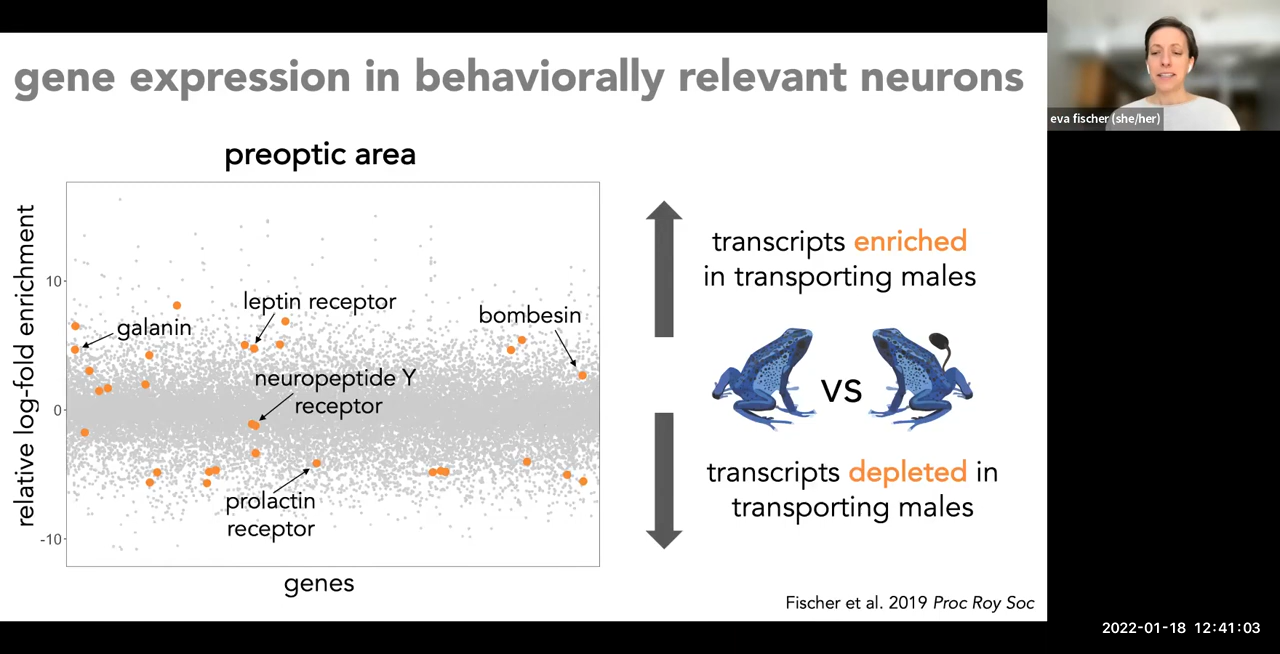 gene expression in behaviorally relevant neurons
eva fischer (she/her)
preoptic area
relative log-fold enrichment
10
0
-10
galanin
leptin receptor
bombesin
neuropeptide Y
receptor
prolactin
receptor
genes
transcripts enriched
in transporting males
vs
transcripts depleted in
transporting males
Fischer et al. 2019 Proc Roy Soc
2022-01-18 12:41:03